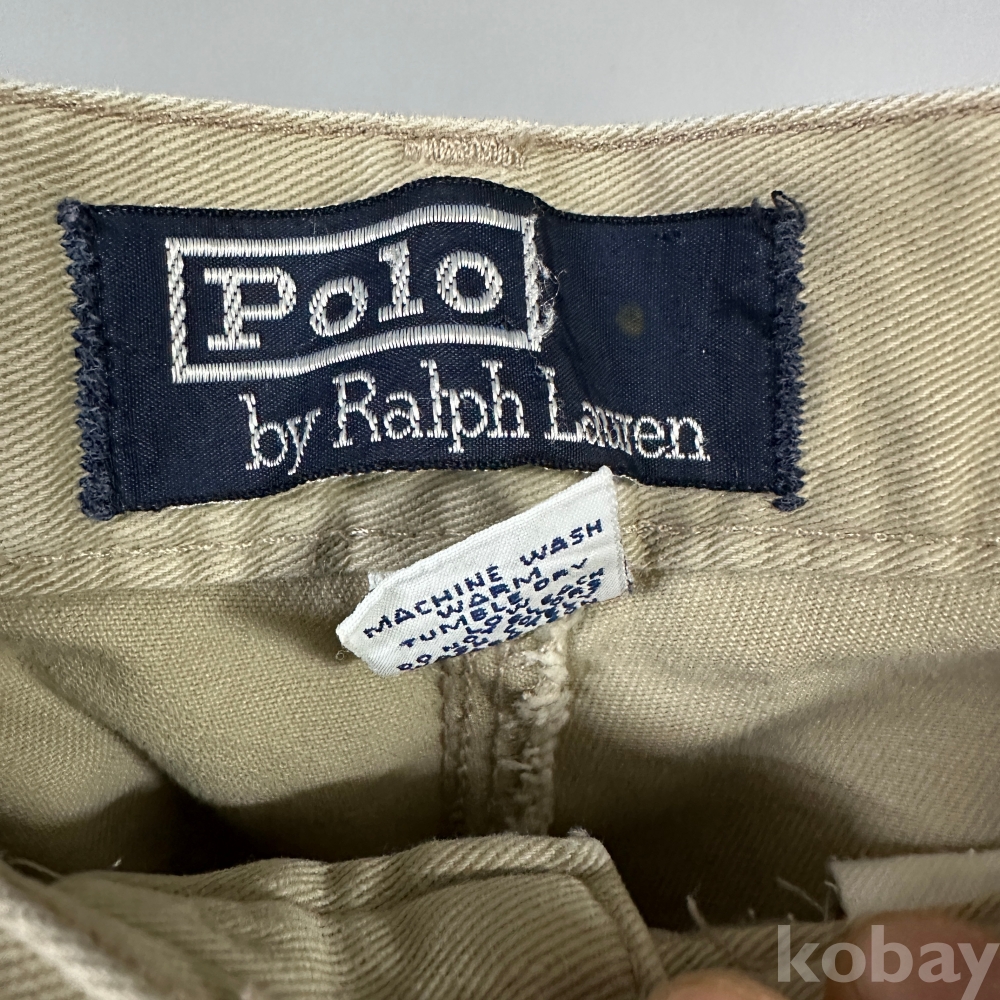 Polo
by Ralph Lauren
MACHINE WASH
WARM
TUMBLE DRY
kobay